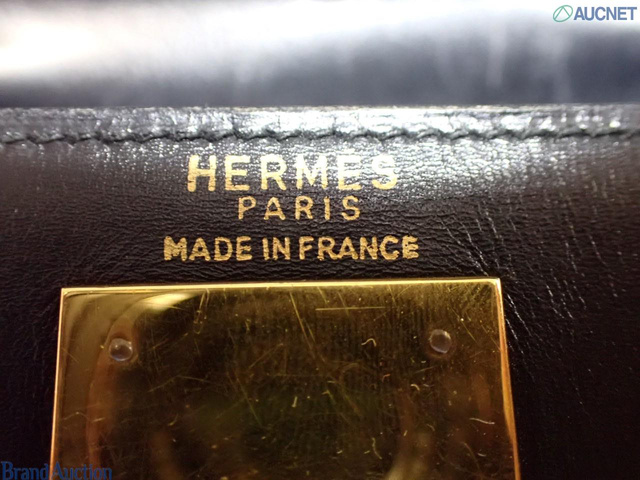 AUCNET
HERMES
PARIS
MADE IN FRANCE
Brand Auction